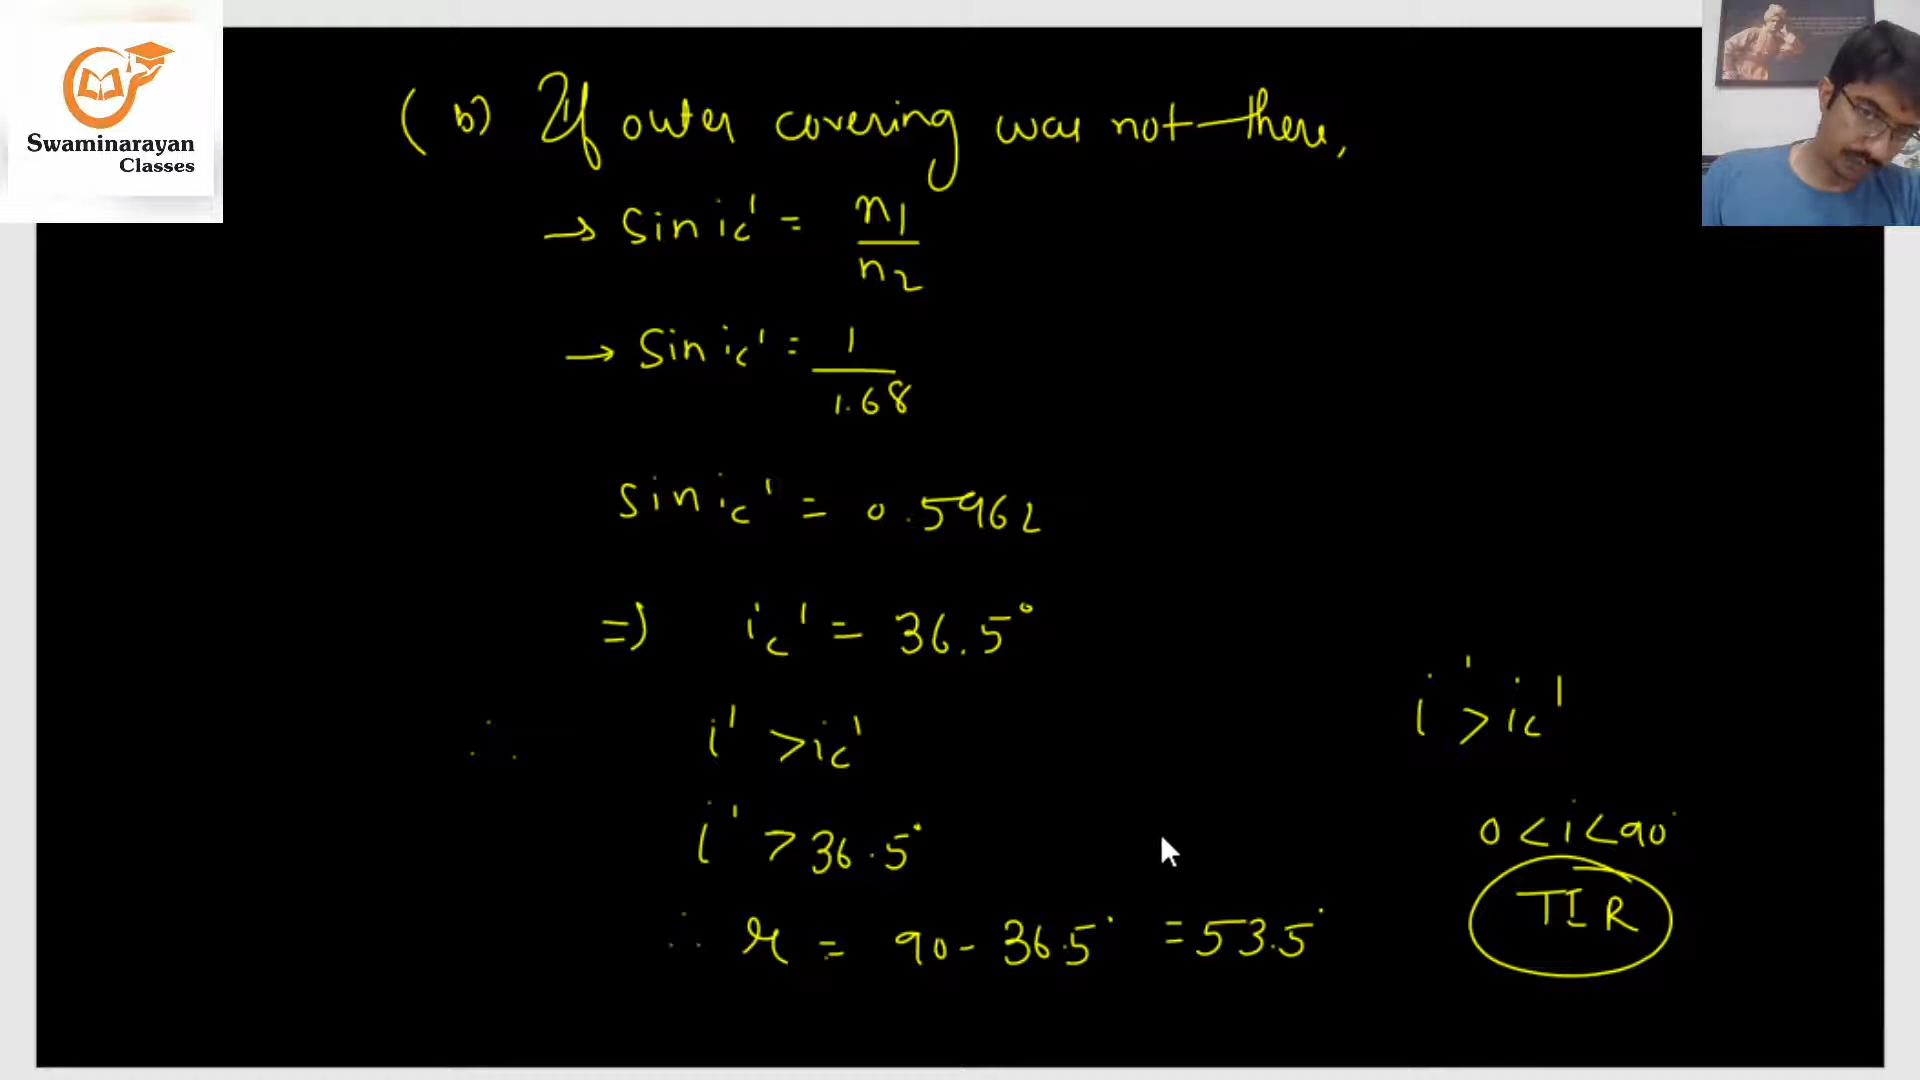 Swaminarayan
Classes
(b) If outer covering was not there,
→ Sin ic' = n1/n2
→ Sin ic' = 1/1.68
sin ic' = 0.5962
=) ic' = 36.5°
∴ i' > ic'
i' > 36.5°
∴ r = 90 - 36.5° = 53.5°
i' > ic'
0 < i < 90°
TIR